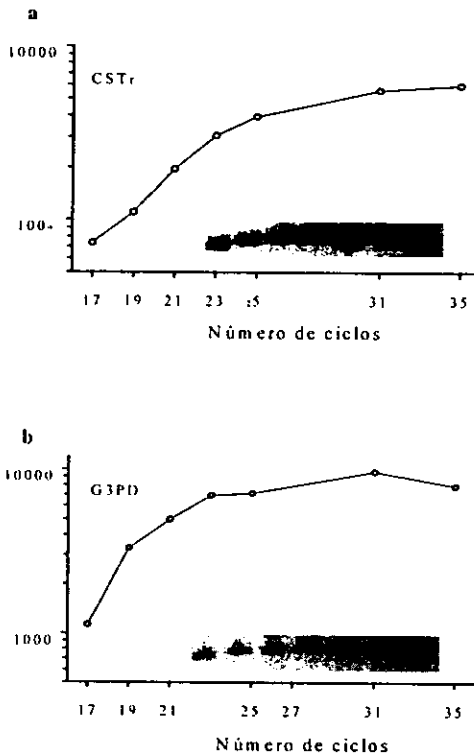 a
10000
CSTr
17 19 21 23 :5 31 35
Número de ciclos
b
10000
G3PD
1000
17 19 21 25 27 31 35
Número de ciclos